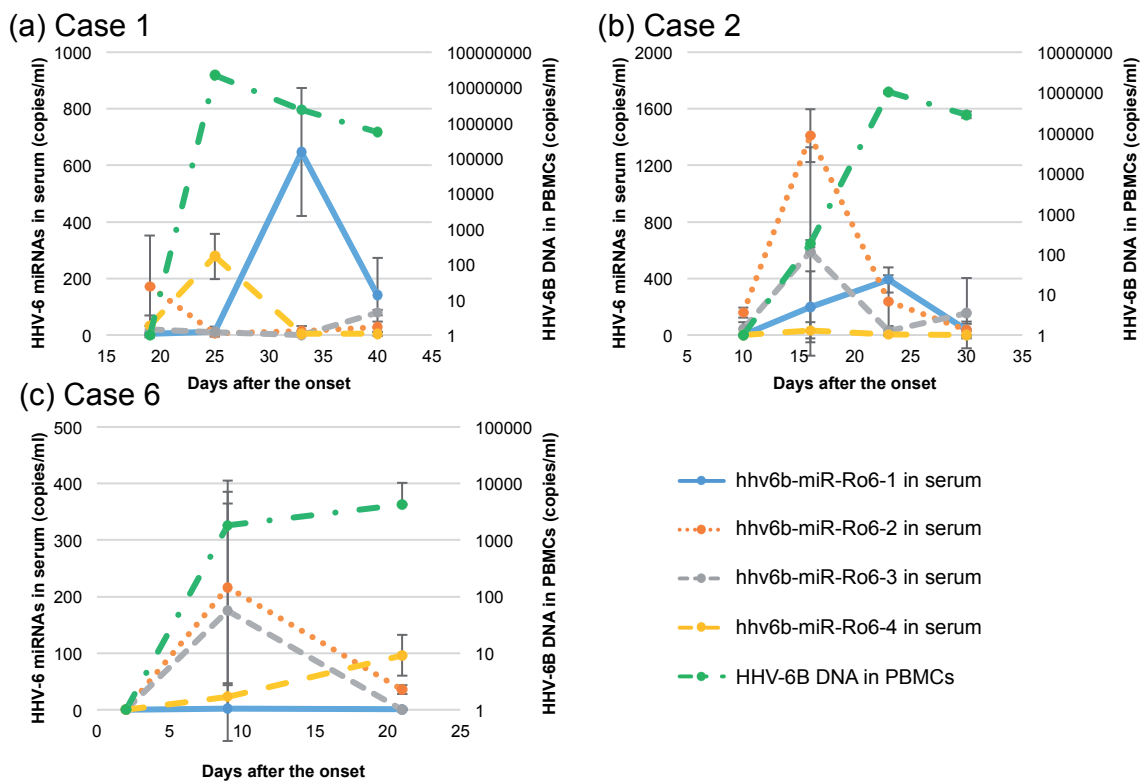 (a) Case 1
HHV-6 miRNAs in serum (copies/ml)
1000
800
600
400
200
0
100000000
10000000
1000000
100000
10000
1000
100
10
1
HHV-6B DNA in PBMCs (copies/ml)
15 20 25 30 35 40 45
Days after the onset
(b) Case 2
HHV-6 miRNAs in serum (copies/ml)
2000
1600
1200
800
400
0
10000000
1000000
100000
10000
1000
100
10
1
HHV-6B DNA in PBMCs (copies/ml)
5 10 15 20 25 30 35
Days after the onset
(c) Case 6
HHV-6 miRNAs in serum (copies/ml)
500
400
300
200
100
0
100000
10000
1000
100
10
1
HHV-6B DNA in PBMCs (copies/ml)
0 5 10 15 20 25
Days after the onset
hhv6b-miR-Ro6-1 in serum
hhv6b-miR-Ro6-2 in serum
hhv6b-miR-Ro6-3 in serum
hhv6b-miR-Ro6-4 in serum
HHV-6B DNA in PBMCs